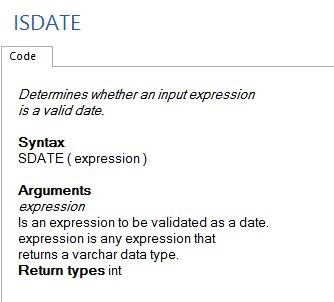 ISDATE
Code
Determines whether an input expression
is a valid date.
Syntax
SDATE ( expression )
Arguments
expression
Is an expression to be validated as a date.
expression is any expression that
returns a varchar data type.
Return types int